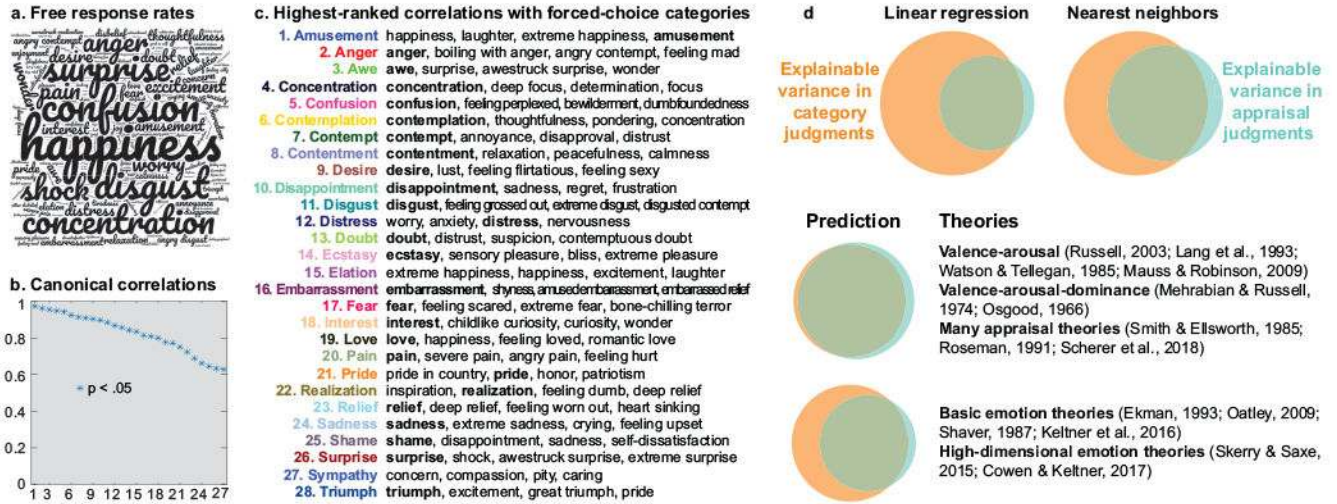 a. Free response rates
disbelief
thoughtfulness
angry contempt
anger
desire
doubt
surprise
wonder
pain
fear
excitement
confusion
interest
amusement
happiness
pride
worry
shock
disgust
elation
distress
concentration
embarrassment
relaxation
angry disgust
b. Canonical correlations
1
0.8
0.6
0.4
0.2
0
p < .05
1 3 6 9 12 15 18 21 24 27
c. Highest-ranked correlations with forced-choice categories
1. Amusement happiness, laughter, extreme happiness, amusement
2. Anger anger, boiling with anger, angry contempt, feeling mad
3. Awe awe, surprise, awestruck surprise, wonder
4. Concentration concentration, deep focus, determination, focus
5. Confusion confusion, feeling perplexed, bewilderment, dumbfoundedness
6. Contemplation contemplation, thoughtfulness, pondering, concentration
7. Contempt contempt, annoyance, disapproval, distrust
8. Contentment contentment, relaxation, peacefulness, calmness
9. Desire desire, lust, feeling flirtatious, feeling sexy
10. Disappointment disappointment, sadness, regret, frustration
11. Disgust disgust, feeling grossed out, extreme disgust, disgusted contempt
12. Distress worry, anxiety, distress, nervousness
13. Doubt doubt, distrust, suspicion, contemptuous doubt
14. Ecstasy ecstasy, sensory pleasure, bliss, extreme pleasure
15. Elation extreme happiness, happiness, excitement, laughter
16. Embarrassment embarrassment, shyness, amused embarrassment, embarrassed relief
17. Fear fear, feeling scared, extreme fear, bone-chilling terror
18. Interest interest, childlike curiosity, curiosity, wonder
19. Love love, happiness, feeling loved, romantic love
20. Pain pain, severe pain, angry pain, feeling hurt
21. Pride pride in country, pride, honor, patriotism
22. Realization inspiration, realization, feeling dumb, deep relief
23. Relief relief, deep relief, feeling worn out, heart sinking
24. Sadness sadness, extreme sadness, crying, feeling upset
25. Shame shame, disappointment, sadness, self-dissatisfaction
26. Surprise surprise, shock, awestruck surprise, extreme surprise
27. Sympathy concern, compassion, pity, caring
28. Triumph triumph, excitement, great triumph, pride
d Linear regression Nearest neighbors
Explainable
variance in
category
judgments
Explainable
variance in
appraisal
judgments
Prediction Theories
Valence-arousal (Russell, 2003; Lang et al., 1993;
Watson & Tellegan, 1985; Mauss & Robinson, 2009)
Valence-arousal-dominance (Mehrabian & Russell,
1974; Osgood, 1966)
Many appraisal theories (Smith & Ellsworth, 1985;
Roseman, 1991; Scherer et al., 2018)
Basic emotion theories (Ekman, 1993; Oatley, 2009;
Shaver, 1987; Keltner et al., 2016)
High-dimensional emotion theories (Skerry & Saxe,
2015; Cowen & Keltner, 2017)